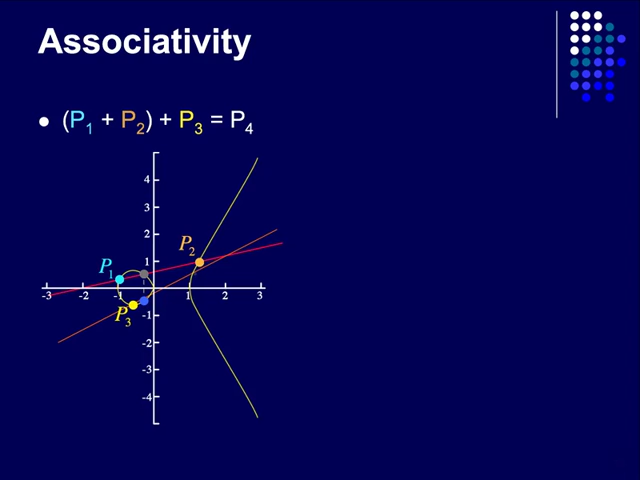 Associativity
(P1 + P2) + P3 = P4
4
3
2
P2
P1
1
-3 -2 -1 1 2 3
P3
-1
-2
-3
-4